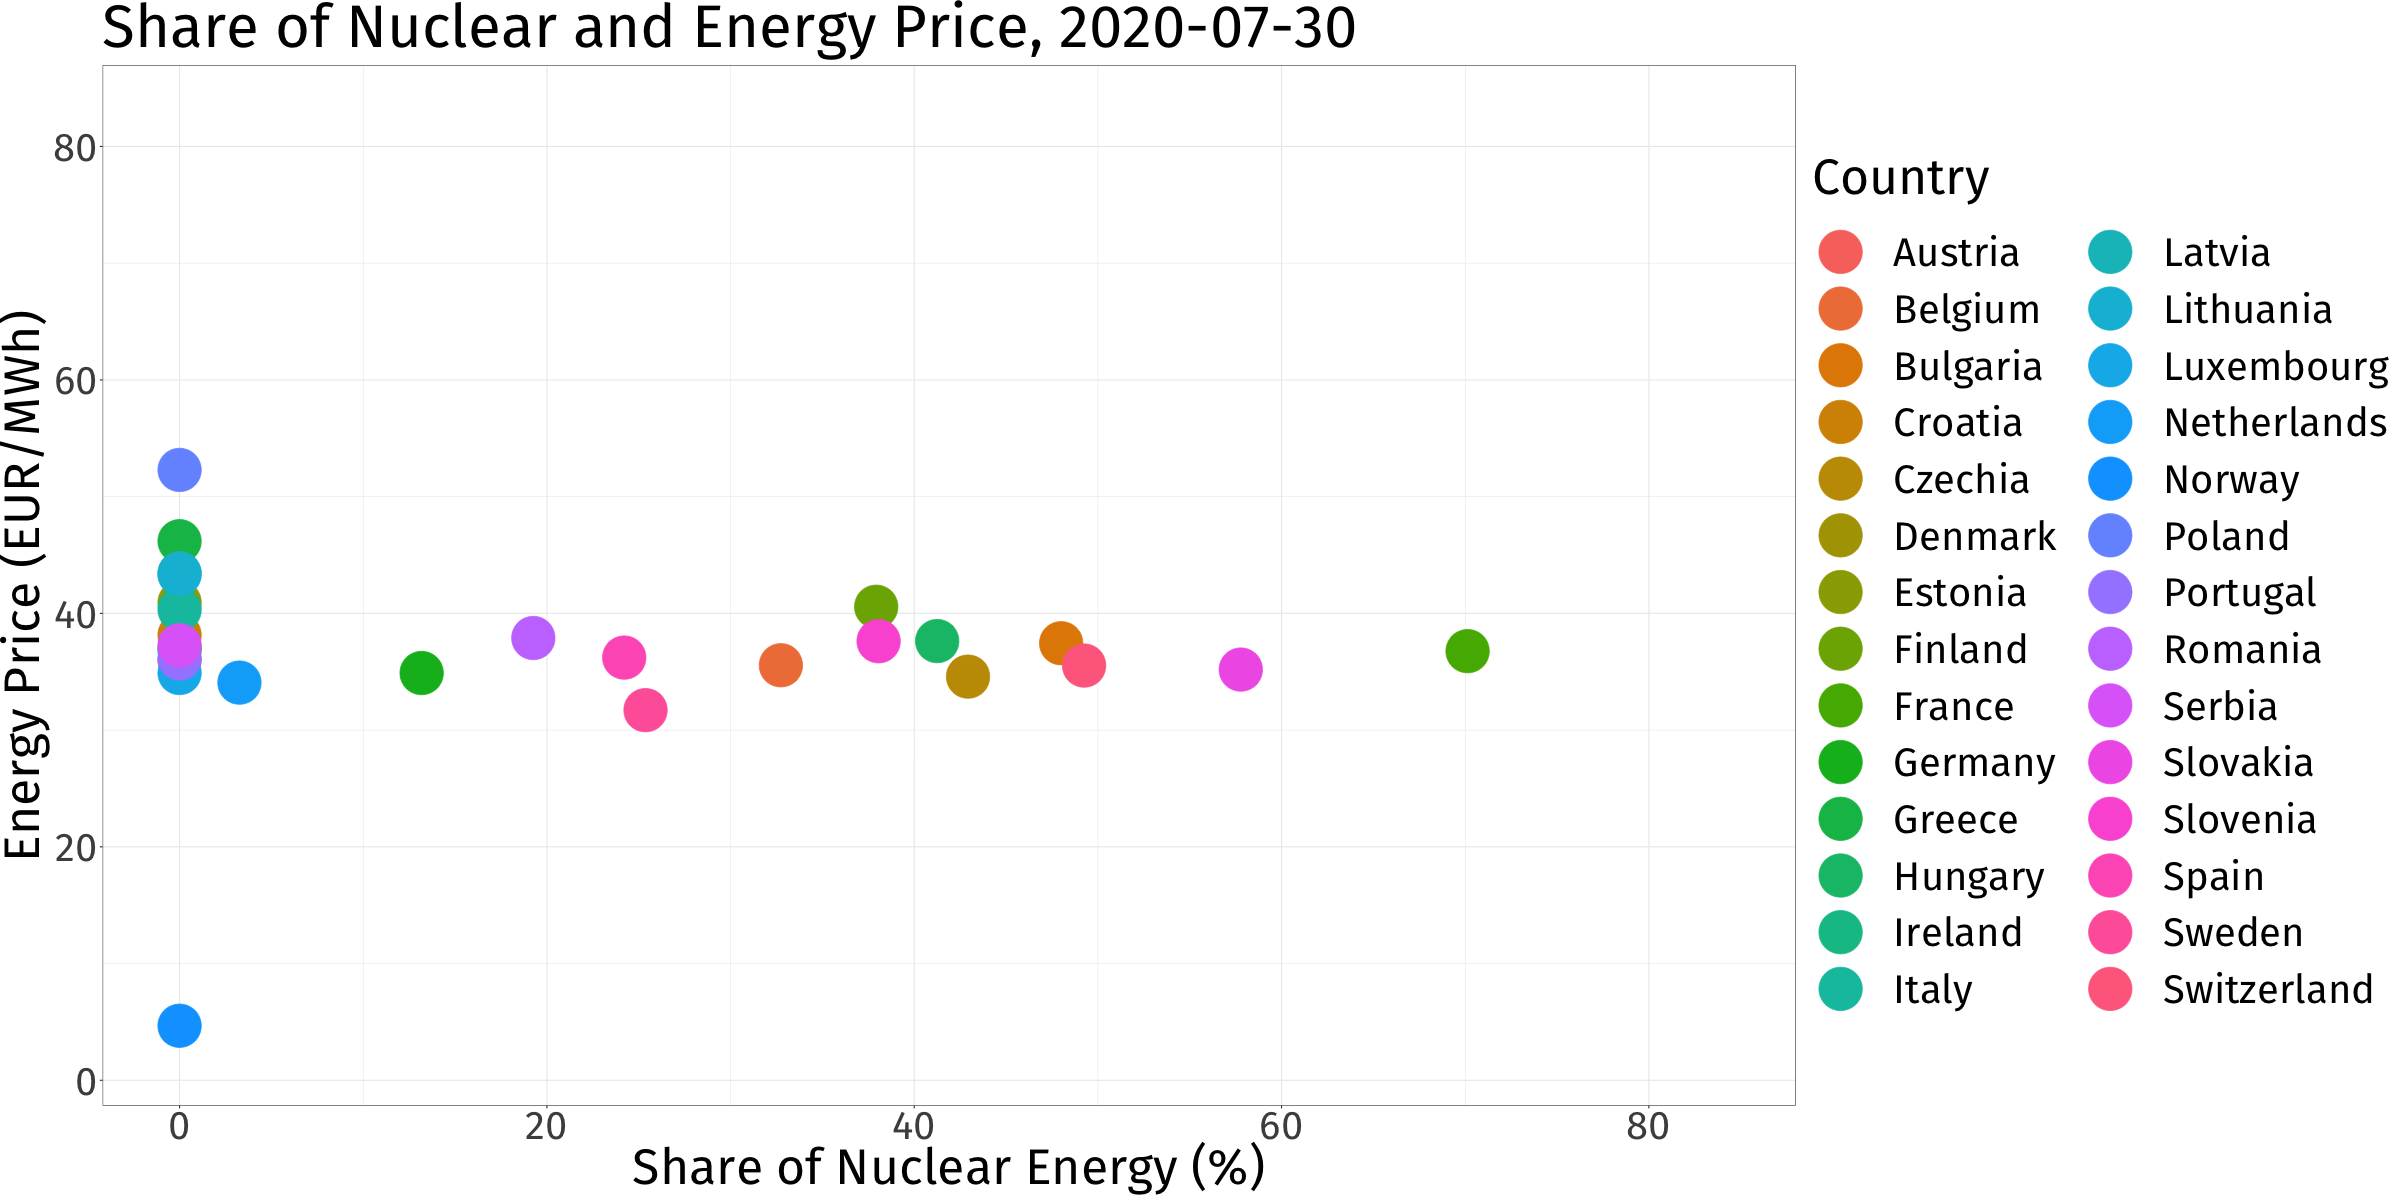 Share of Nuclear and Energy Price, 2020-07-30
Energy Price (EUR/MWh)
80
60
40
20
0
0 20 40 60 80
Share of Nuclear Energy (%)
Country
Austria
Belgium
Bulgaria
Croatia
Czechia
Denmark
Estonia
Finland
France
Germany
Greece
Hungary
Ireland
Italy
Latvia
Lithuania
Luxembourg
Netherlands
Norway
Poland
Portugal
Romania
Serbia
Slovakia
Slovenia
Spain
Sweden
Switzerland